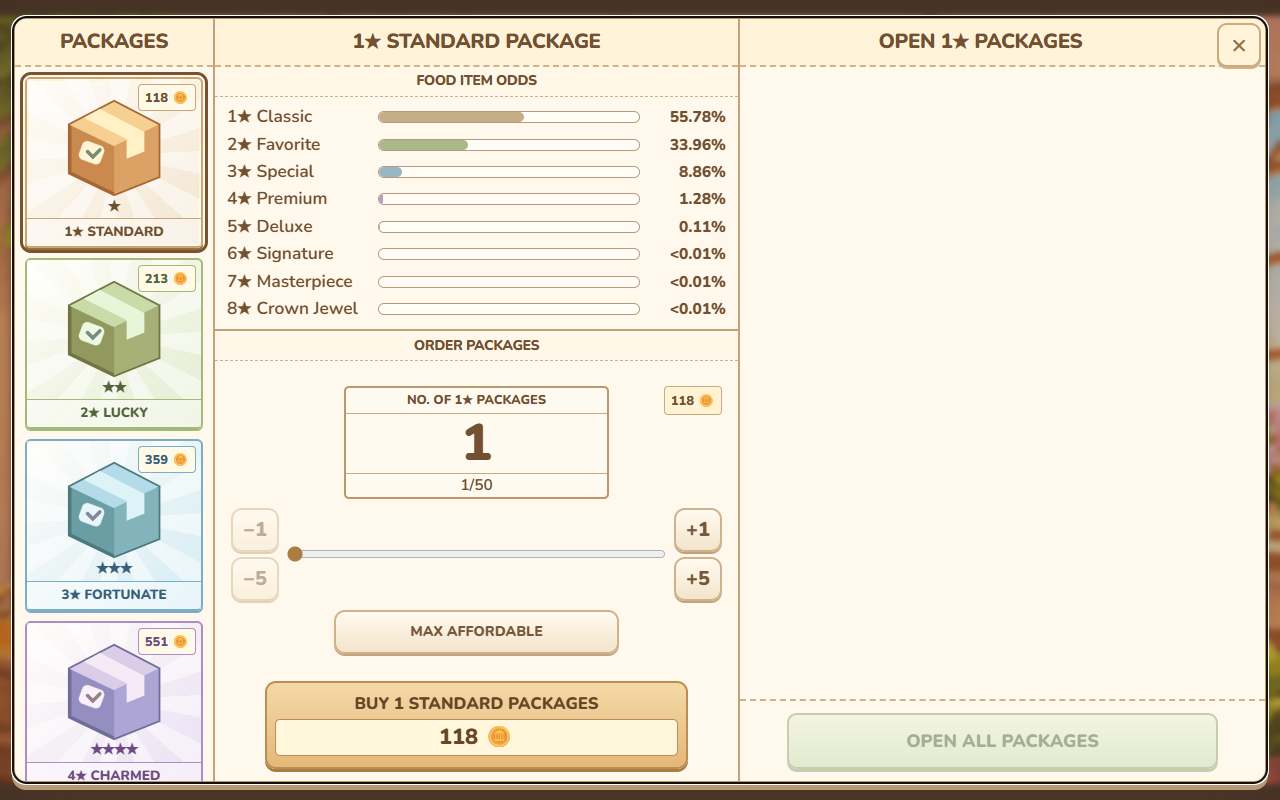 PACKAGES
118
★
1★ STANDARD
213
★★
2★ LUCKY
359
★★★
3★ FORTUNATE
551
★★★★
4★ CHARMED
1★ STANDARD PACKAGE
FOOD ITEM ODDS
1★ Classic 55.78%
2★ Favorite 33.96%
3★ Special 8.86%
4★ Premium 1.28%
5★ Deluxe 0.11%
6★ Signature <0.01%
7★ Masterpiece <0.01%
8★ Crown Jewel <0.01%
ORDER PACKAGES
NO. OF 1★ PACKAGES
118
1
1/50
−1
+1
−5
+5
MAX AFFORDABLE
BUY 1 STANDARD PACKAGES
118
OPEN 1★ PACKAGES
✕
OPEN ALL PACKAGES